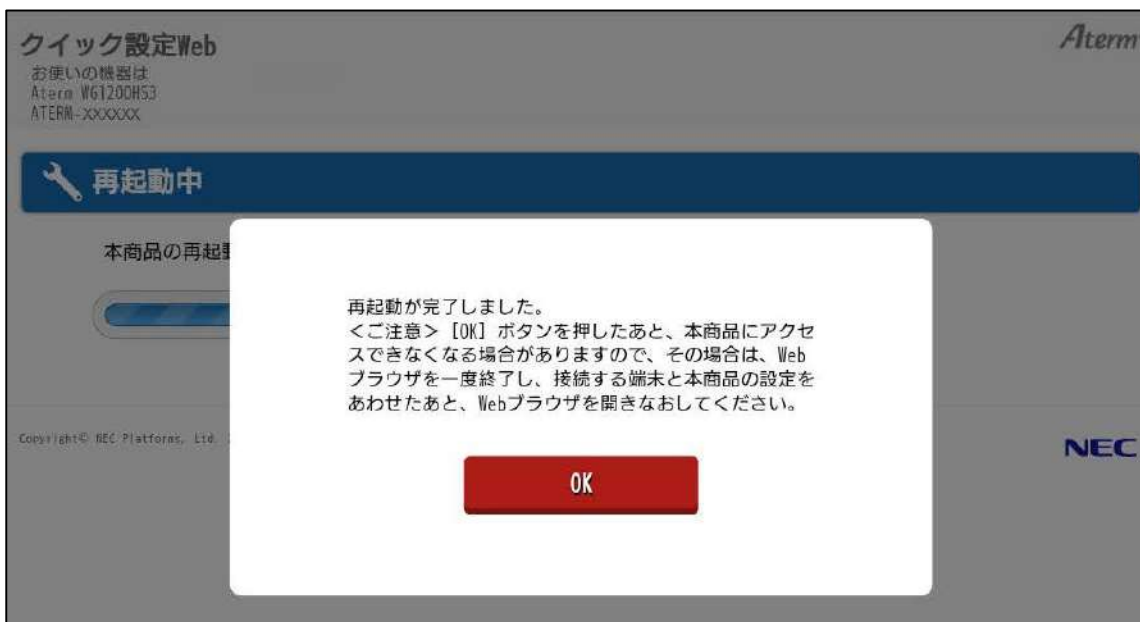 クイック設定Web
お使いの機器は
Aterm WG1200HS3
ATERM-XXXXXX
Aterm
再起動中
本商品の再起動
再起動が完了しました。
<ご注意> [OK] ボタンを押したあと、本商品にアクセ
スできなくなる場合がありますので、その場合は、Web
ブラウザを一度終了し、接続する端末と本商品の設定を
あわせたあと、Webブラウザを開きなおしてください。
OK
Copyright© NEC Platforms, Ltd.
NEC